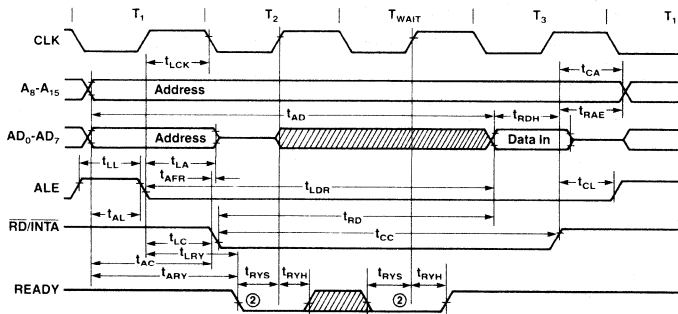 T1 T2 TWAIT T3 T1
CLK
tLCK tCA
A8-A15 Address
tAD tRDH tRAE
AD0-AD7 Address Data In
tLL tLA
tAFR tLDR tCL
ALE
tAL tRD
RD/INTA
tLC tCC
tLRY
tAC
tARY tRYS tRYH tRYS tRYH
READY ② ②